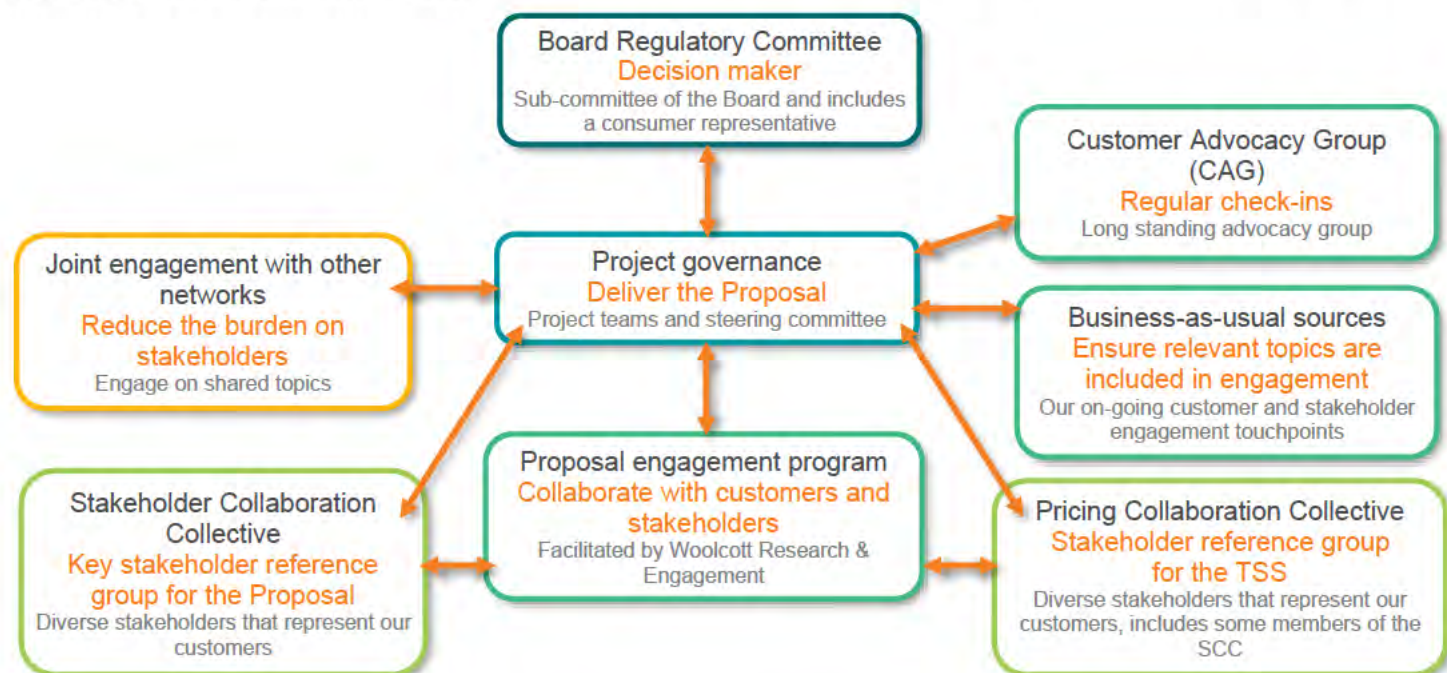 Board Regulatory Committee
Decision maker
Sub-committee of the Board and includes
a consumer representative
Customer Advocacy Group
(CAG)
Regular check-ins
Long standing advocacy group
Joint engagement with other
networks
Reduce the burden on
stakeholders
Engage on shared topics
Project governance
Deliver the Proposal
Project teams and steering committee
Business-as-usual sources
Ensure relevant topics are
included in engagement
Our on-going customer and stakeholder
engagement touchpoints
Stakeholder Collaboration
Collective
Key stakeholder reference
group for the Proposal
Diverse stakeholders that represent our
customers
Proposal engagement program
Collaborate with customers and
stakeholders
Facilitated by Woolcott Research &
Engagement
Pricing Collaboration Collective
Stakeholder reference group
for the TSS
Diverse stakeholders that represent our
customers, includes some members of the
SCC